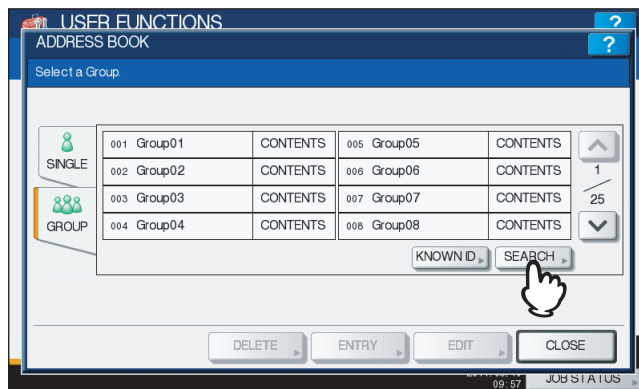 USER FUNCTIONS ?
ADDRESS BOOK ?
Select a Group.
SINGLE
GROUP
001 Group01 CONTENTS 005 Group05 CONTENTS
002 Group02 CONTENTS 006 Group06 CONTENTS
003 Group03 CONTENTS 007 Group07 CONTENTS
004 Group04 CONTENTS 008 Group08 CONTENTS
1
25
KNOWN ID SEARCH
DELETE ENTRY EDIT CLOSE
09:57 JOB STATUS